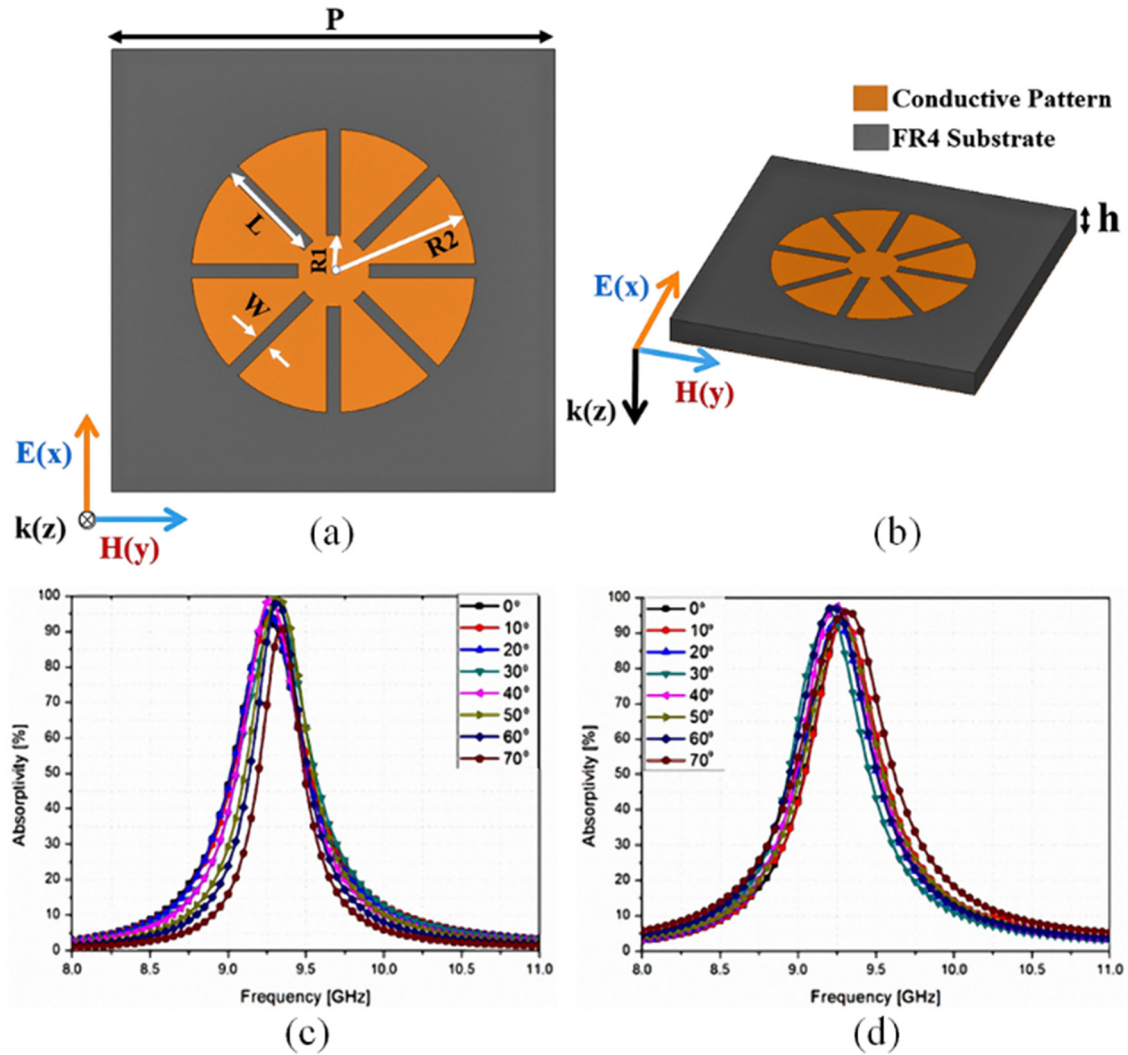 P
L
R1
R2
W
E(x)
k(z)
H(y)
(a)
Conductive Pattern
FR4 Substrate
h
E(x)
H(y)
k(z)
(b)
Absorptivity [%]
100
90
80
70
60
50
40
30
20
10
0
8.0 8.5 9.0 9.5 10.0 10.5 11.0
Frequency [GHz]
0°
10°
20°
30°
40°
50°
60°
70°
(c)
Absorptivity [%]
100
90
80
70
60
50
40
30
20
10
0
8.0 8.5 9.0 9.5 10.0 10.5 11.0
Frequency [GHz]
0°
10°
20°
30°
40°
50°
60°
70°
(d)